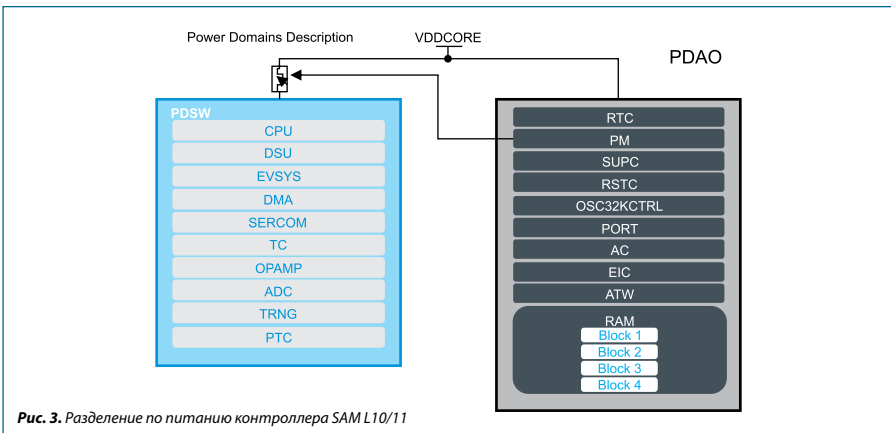 Power Domains Description
VDDCORE
PDAO
PDSW
CPU
DSU
EVSYS
DMA
SERCOM
TC
OPAMP
ADC
TRNG
PTC
RTC
PM
SUPC
RSTC
OSC32KCTRL
PORT
AC
EIC
ATW
RAM
Block 1
Block 2
Block 3
Block 4
Рис. 3. Разделение по питанию контроллера SAM L10/11